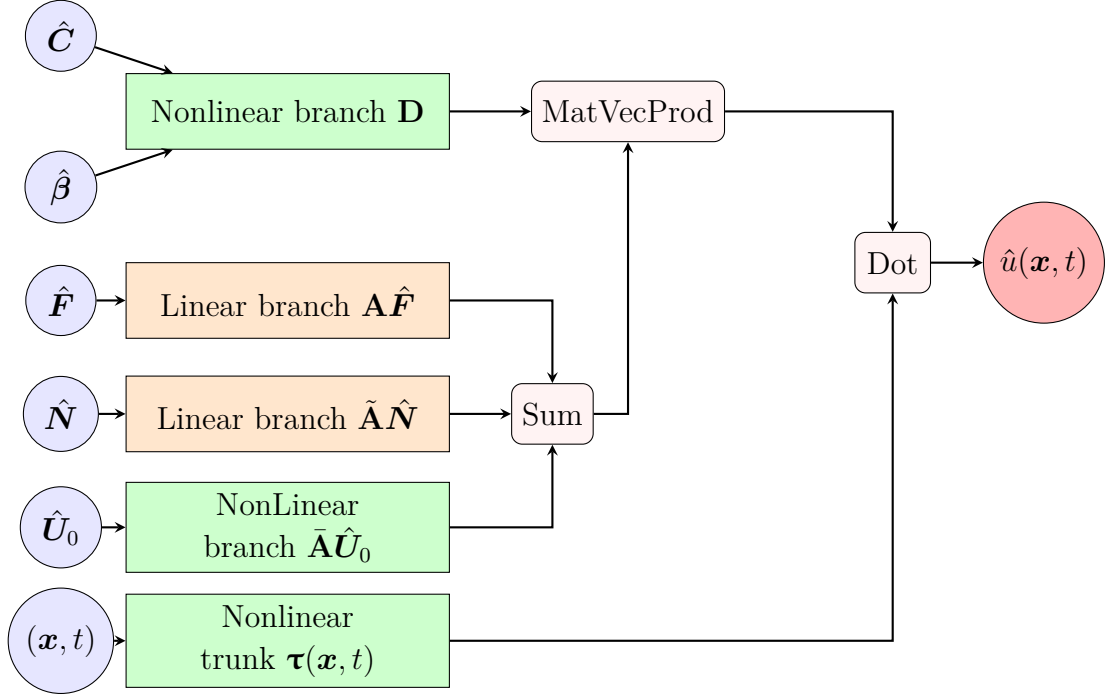 Ĉ
Nonlinear branch D
MatVecProd
β̂
F̂
Linear branch AF̂
Dot
û(x, t)
N̂
Linear branch ÃN̂
Sum
Û₀
NonLinear
branch ĀÛ₀
(x, t)
Nonlinear
trunk τ(x, t)